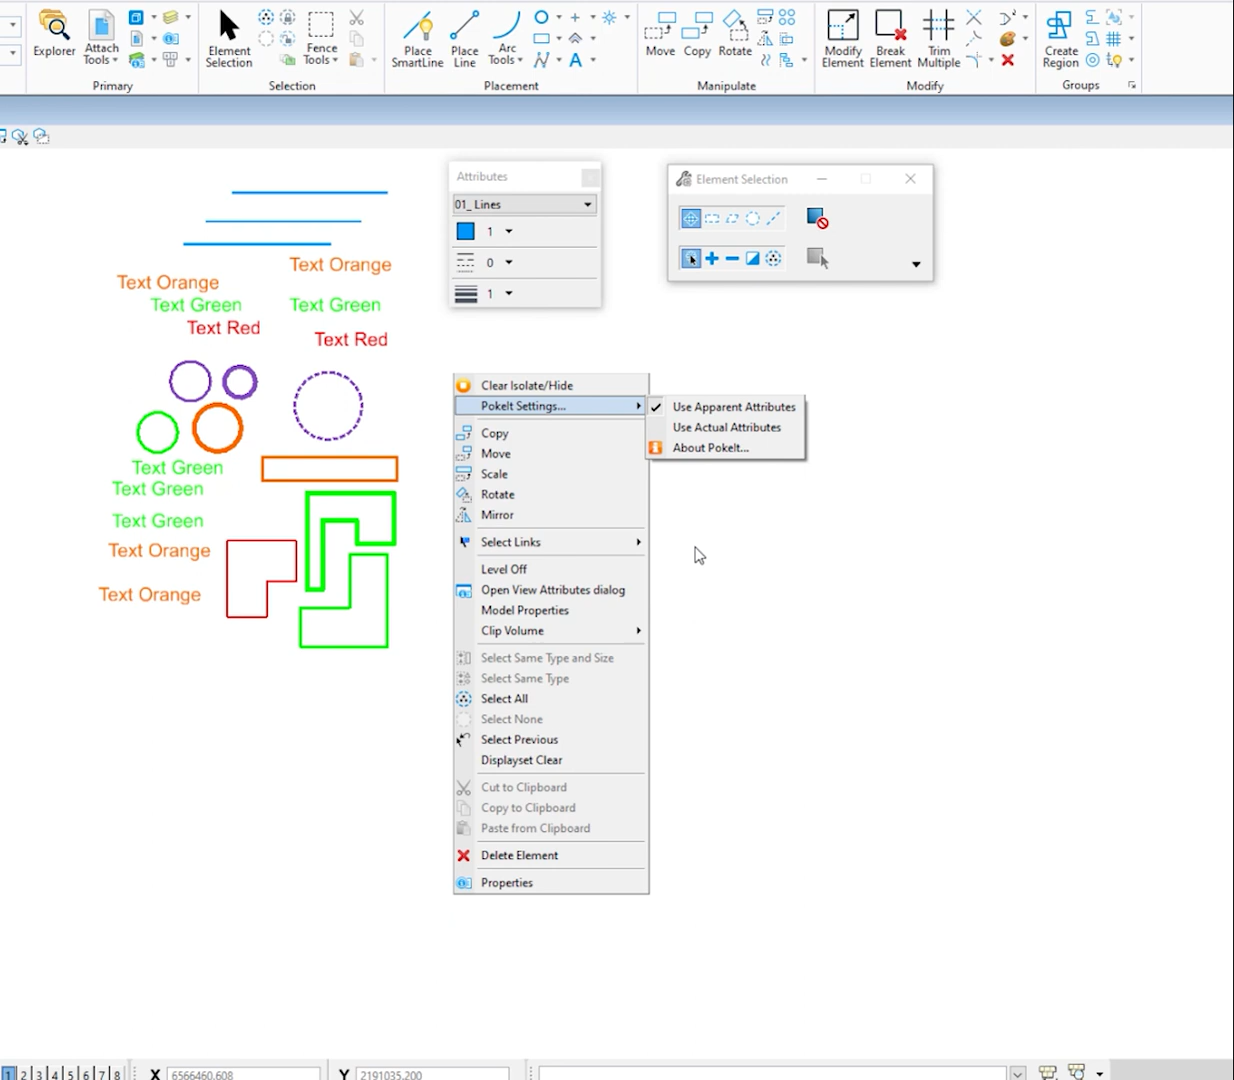 Explorer
Attach
Tools
Primary
Element
Selection
Fence
Tools
Selection
Place
SmartLine
Place
Line
Arc
Tools
A
Placement
Move
Copy
Rotate
Manipulate
Modify
Element
Break
Element
Trim
Multiple
Modify
Create
Region
Groups
Attributes
01_ Lines
1
0
1
Element Selection
Text Orange
Text Orange
Text Green
Text Green
Text Red
Text Red
Text Green
Text Green
Text Green
Text Orange
Text Orange
Clear Isolate/Hide
PokeIt Settings...
Use Apparent Attributes
Use Actual Attributes
About PokeIt...
Copy
Move
Scale
Rotate
Mirror
Select Links
Level Off
Open View Attributes dialog
Model Properties
Clip Volume
Select Same Type and Size
Select Same Type
Select All
Select None
Select Previous
Displayset Clear
Cut to Clipboard
Copy to Clipboard
Paste from Clipboard
Delete Element
Properties
1 2 3 4 5 6 7 8
X 6566460.608
Y 2191035.200